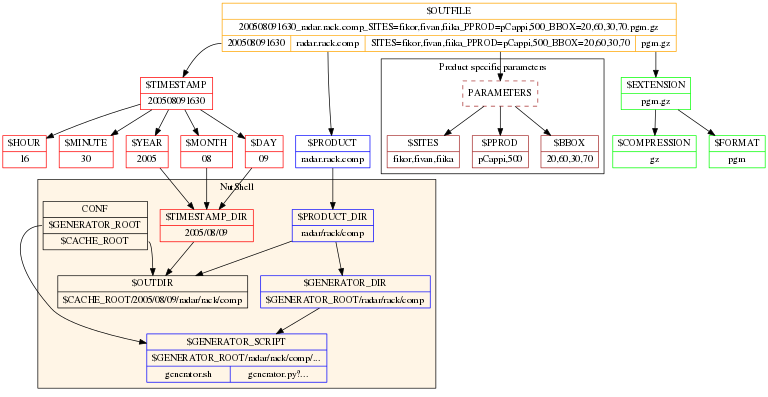 $OUTFILE
200508091630_radar.rack.comp_SITES=fikor,fivan,fiika_PPROD=pCappi,500_BBOX=20,60,30,70.pgm.gz
200508091630 radar.rack.comp SITES=fikor,fivan,fiika_PPROD=pCappi,500_BBOX=20,60,30,70 pgm.gz
Product specific parameters
$TIMESTAMP
200508091630
PARAMETERS
$EXTENSION
pgm.gz
$HOUR
16
$MINUTE
30
$YEAR
2005
$MONTH
08
$DAY
09
$PRODUCT
radar.rack.comp
$SITES
fikor,fivan,fiika
$PPROD
pCappi,500
$BBOX
20,60,30,70
$COMPRESSION
gz
$FORMAT
pgm
NutShell
CONF
$GENERATOR_ROOT
$CACHE_ROOT
$TIMESTAMP_DIR
2005/08/09
$PRODUCT_DIR
radar/rack/comp
$OUTDIR
$CACHE_ROOT/2005/08/09/radar/rack/comp
$GENERATOR_DIR
$GENERATOR_ROOT/radar/rack/comp
$GENERATOR_SCRIPT
$GENERATOR_ROOT/radar/rack/comp/...
generator.sh generator.py?...